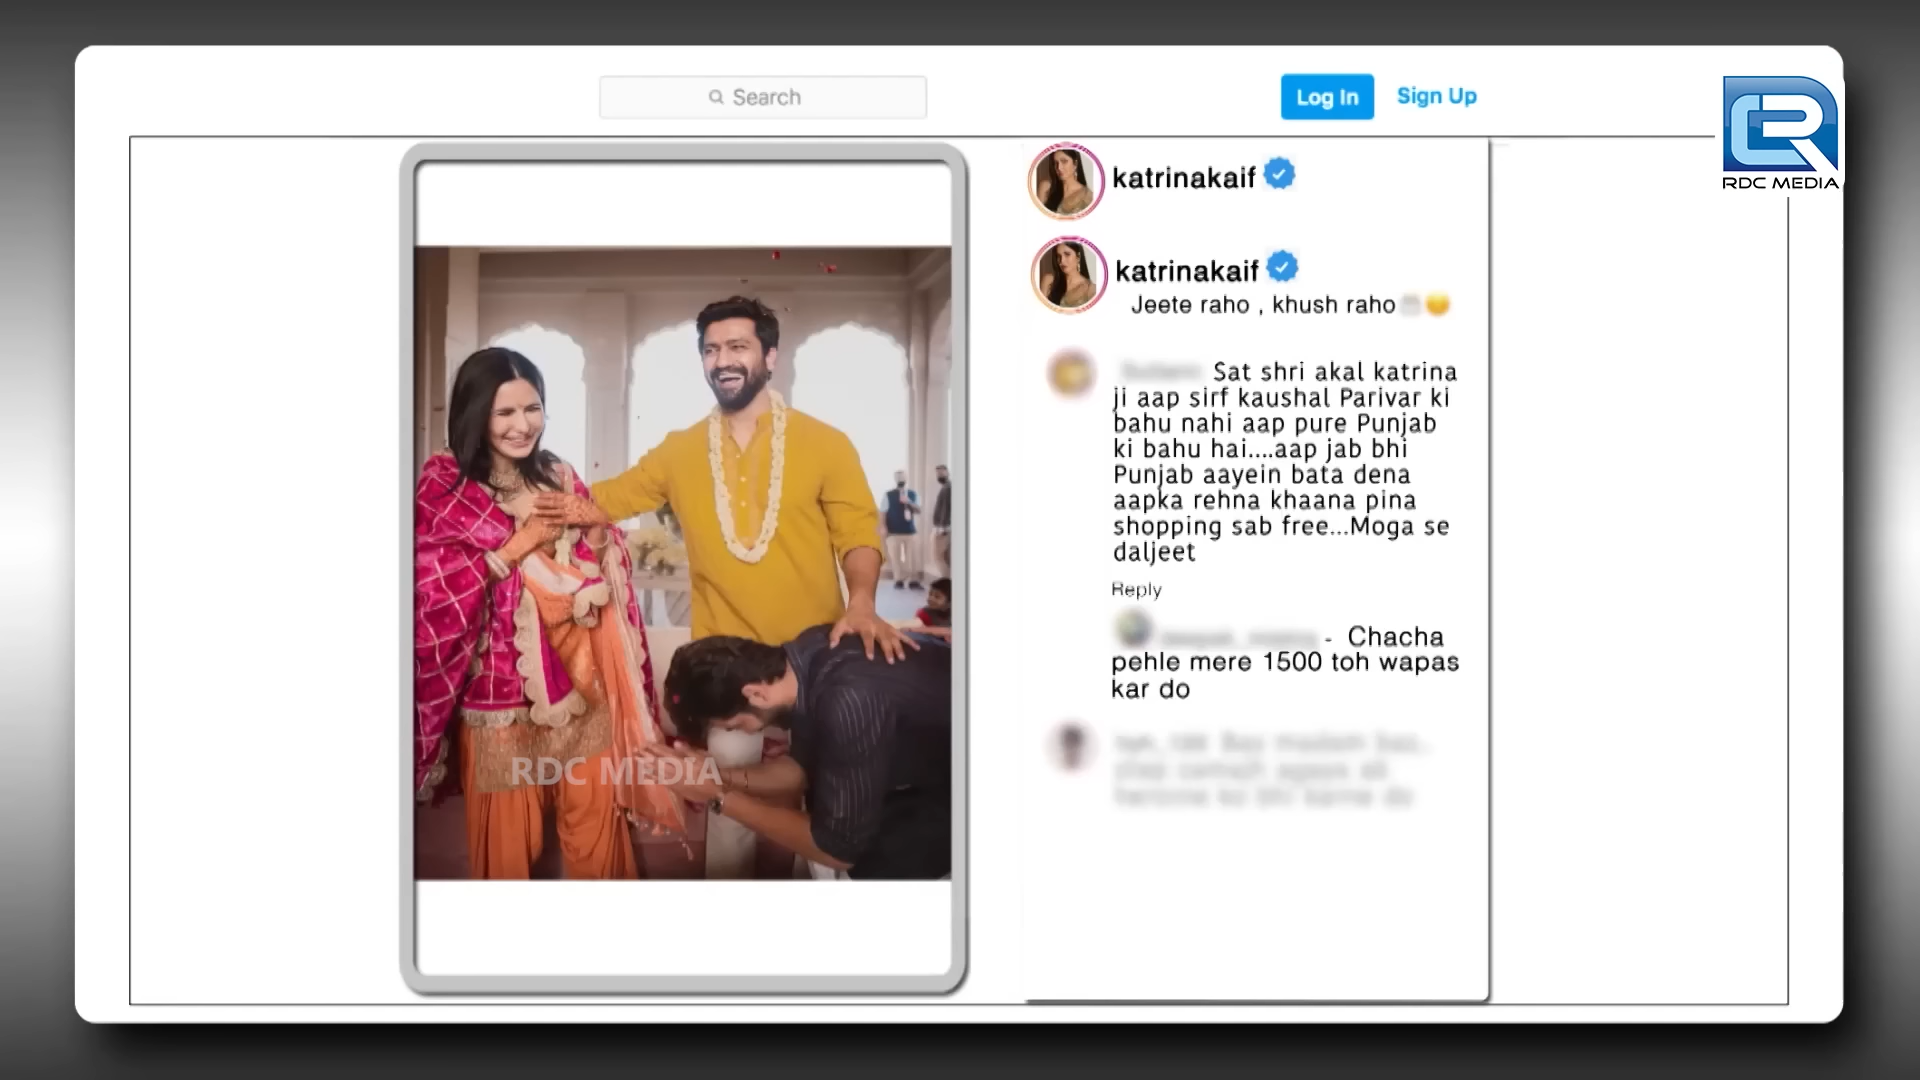 Search
Log In
Sign Up
RDC MEDIA
katrinakaif
katrinakaif
Jeete raho , khush raho
Sat shri akal katrina
ji aap sirf kaushal Parivar ki
bahu nahi aap pure Punjab
ki bahu hai....aap jab bhi
Punjab aayein bata dena
aapka rehna khaana pina
shopping sab free...Moga se
daljeet
Reply
- Chacha
pehle mere 1500 toh wapas
kar do
RDC MEDIA